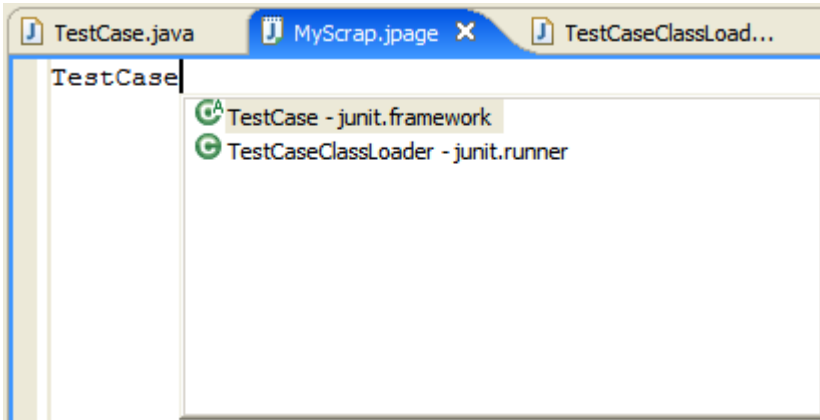 TestCase.java MyScrap.jpage TestCaseClassLoad...
TestCase
TestCase - junit.framework
TestCaseClassLoader - junit.runner